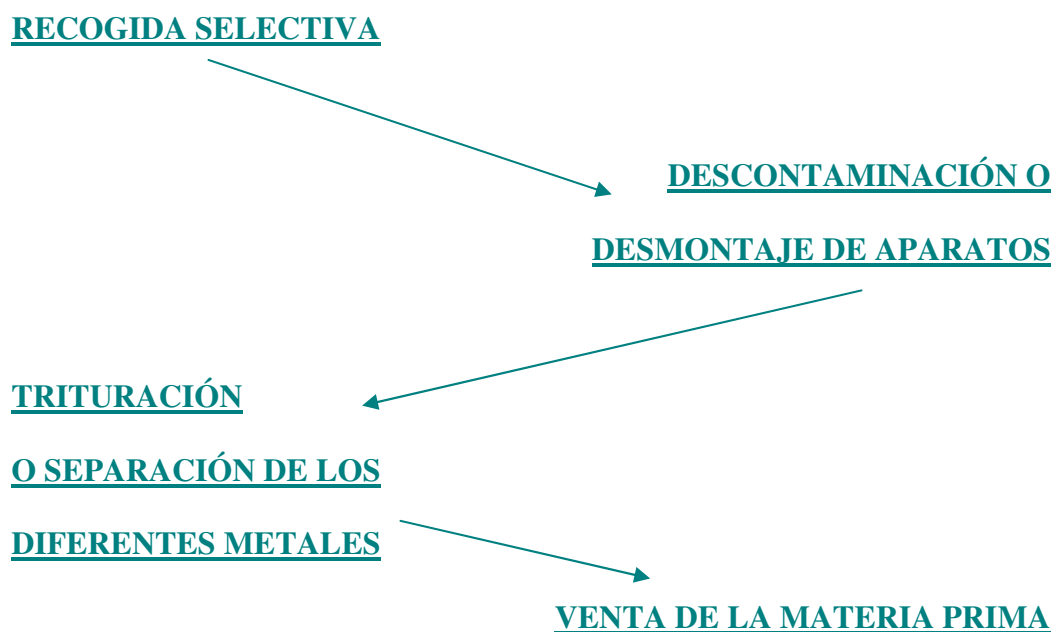 RECOGIDA SELECTIVA
DESCONTAMINACIÓN O
DESMONTAJE DE APARATOS
TRITURACIÓN
O SEPARACIÓN DE LOS
DIFERENTES METALES
VENTA DE LA MATERIA PRIMA